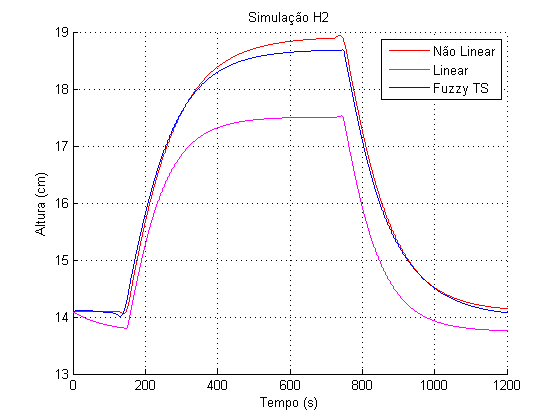 Simulação H2
19
18
17
16
15
14
13
Altura (cm)
Não Linear
Linear
Fuzzy TS
0
200
400
600
800
1000
1200
Tempo (s)